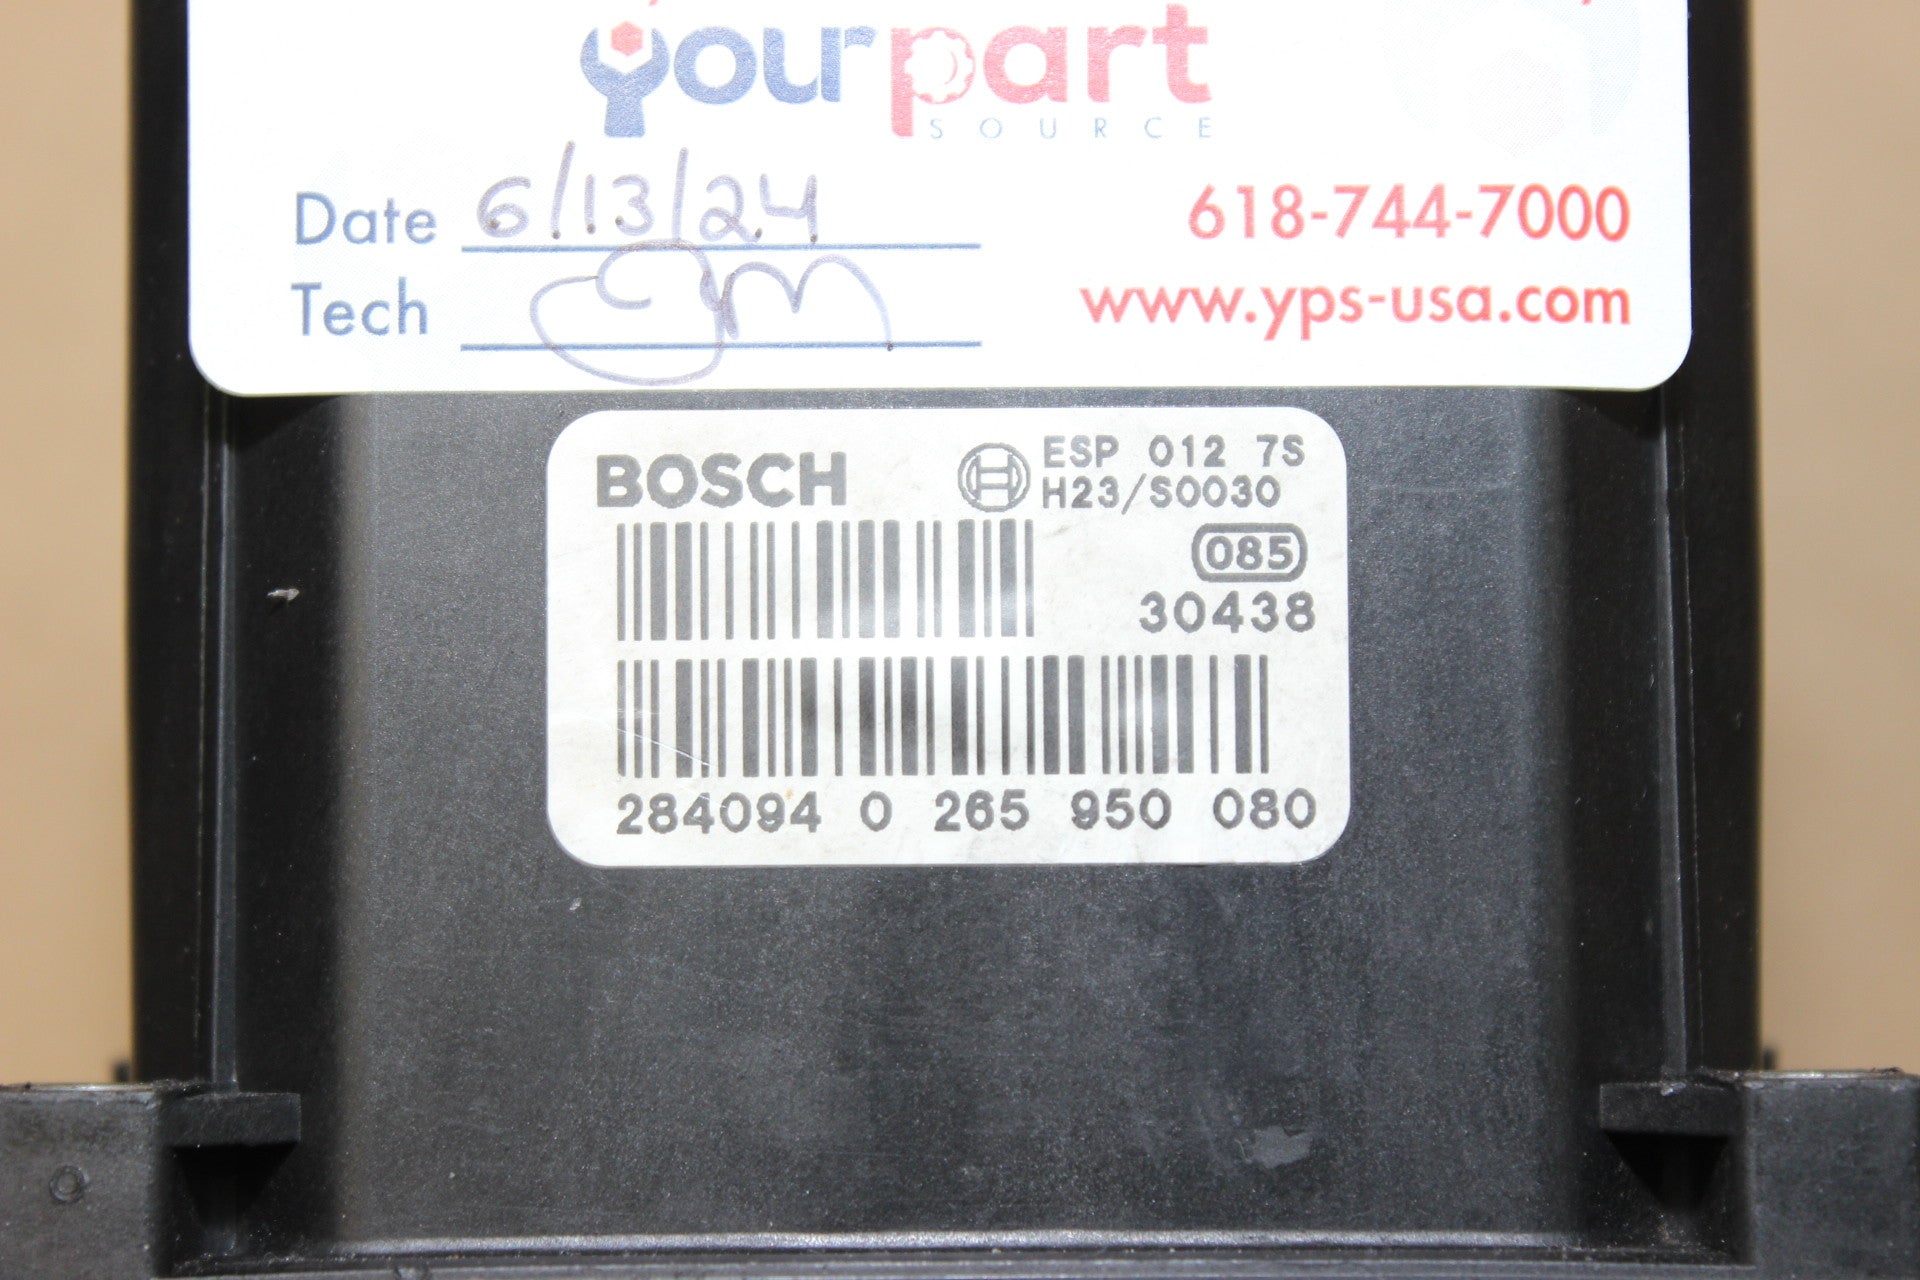 yourpart
SOURCE
Date 6/13/24
618-744-7000
Tech
www.yps-usa.com
BOSCH
ESP 012 7S
H23/S0030
085
30438
284094 0 265 950 080